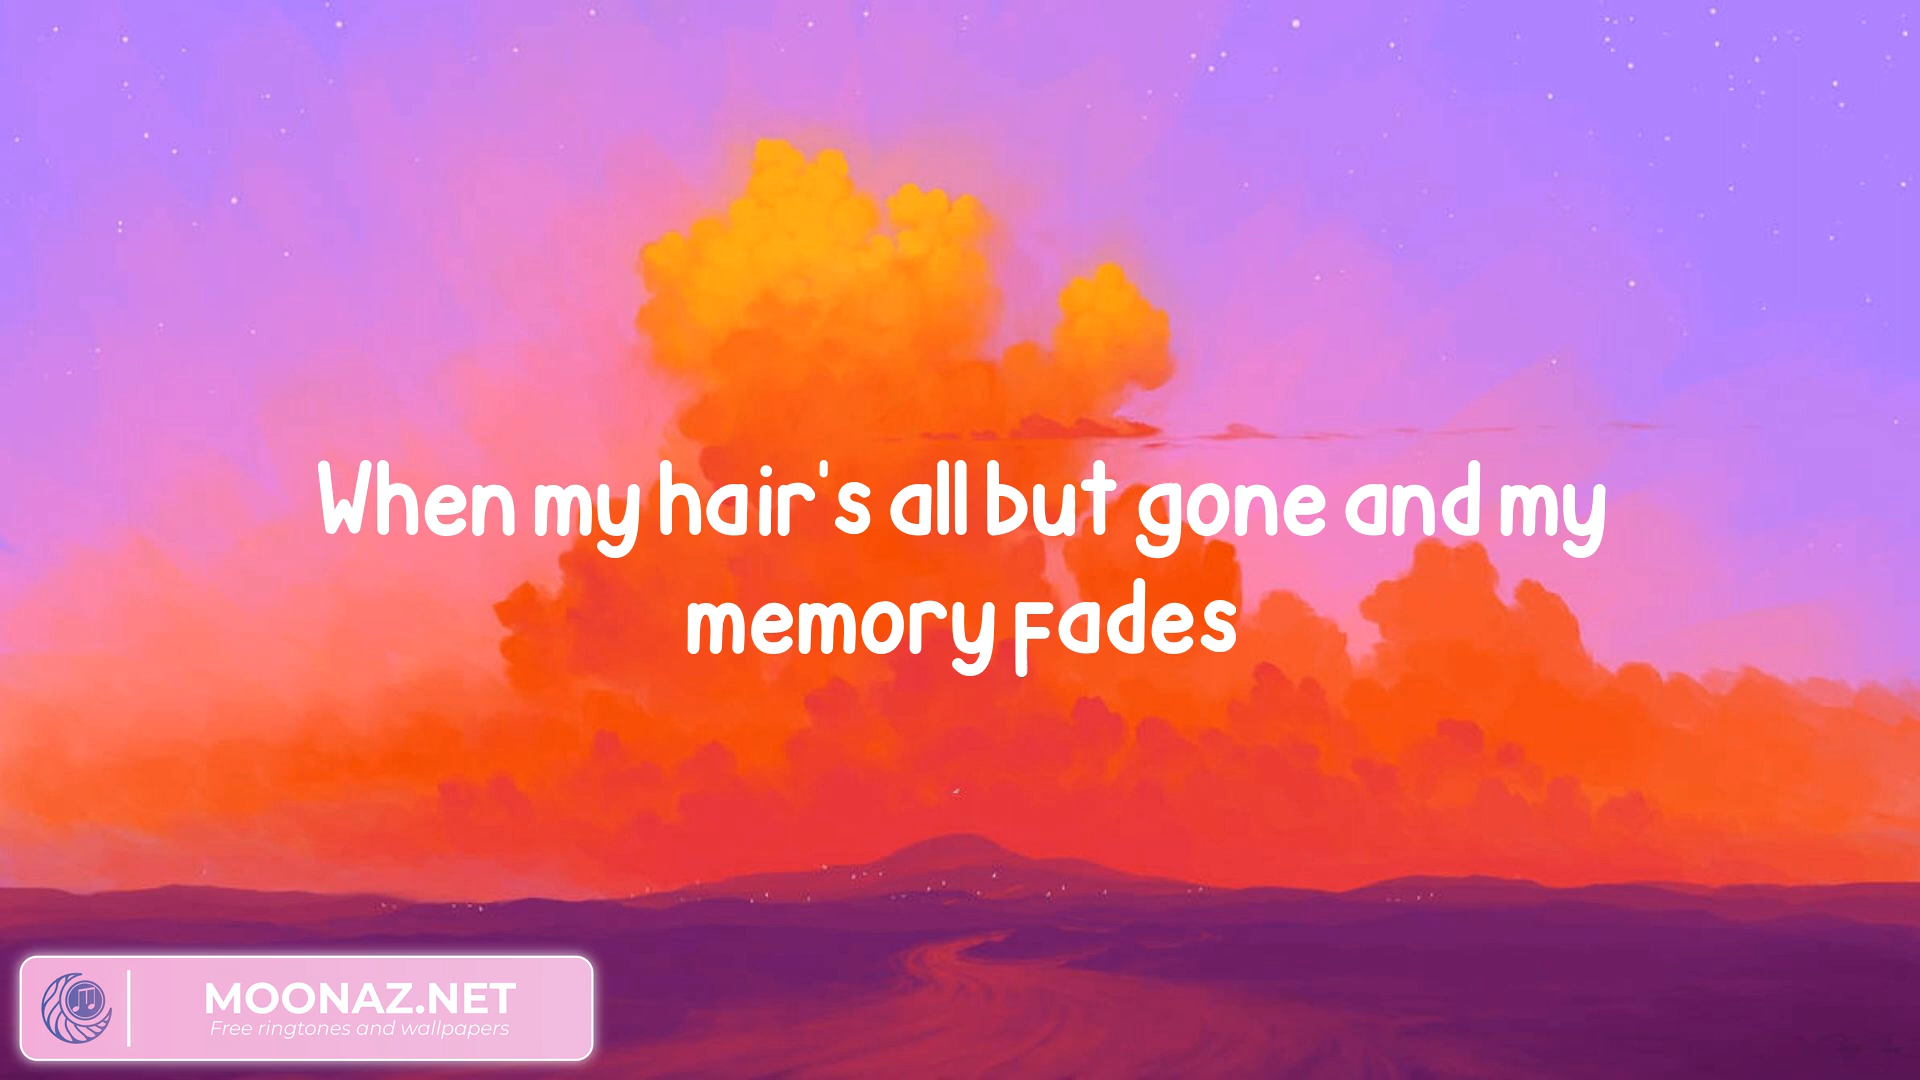 When my hair's all but gone and my
memory fades
MOONAZ.NET
Free ringtones and wallpapers